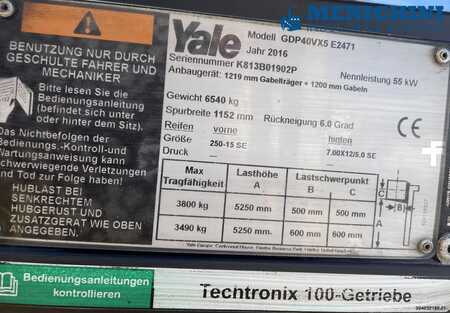 MENICHINI
Yale
Modell GDP40VX5 E2471
Jahr 2016
Seriennummer K813B01902P
Nennleistung 55 kW
Anbaugerät: 1219 mm Gabelträger + 1200 mm Gabeln
Gewicht 6540 kg
Spurbreite 1152 mm Rückneigung 6.0 Grad
Reifen vorne hinten
Größe 250-15 SE 7.00X12/5.0 SE
Druck — —
CE
Max Tragfähigkeit
Lasthöhe A
Lastschwerpunkt B C
3800 kg 5250 mm 500 mm 500 mm
3490 kg 5250 mm 600 mm 600 mm
C
B
A
BENUTZUNG NUR DURCH
GESCHULTE FAHRER UND
MECHANIKER
Bitte lesen Sie die
Bedienungsanleitung
(befindet sich unter
oder hinter dem Sitz).
Das Nichtbefolgen der
Bedienungs.-Kontroll-und
Wartungsanweisung kann
schwerwiegende Verletzungen
und Tod zur Folge haben!
HUBLAST BEI
SENKRECHTEM
HUBGERUST UND
ZUSATZGERÄT WIE OBEN
ANGEGEBEN.
Bedienungsanleitungen
kontrollieren
Techtronix 100-Getriebe